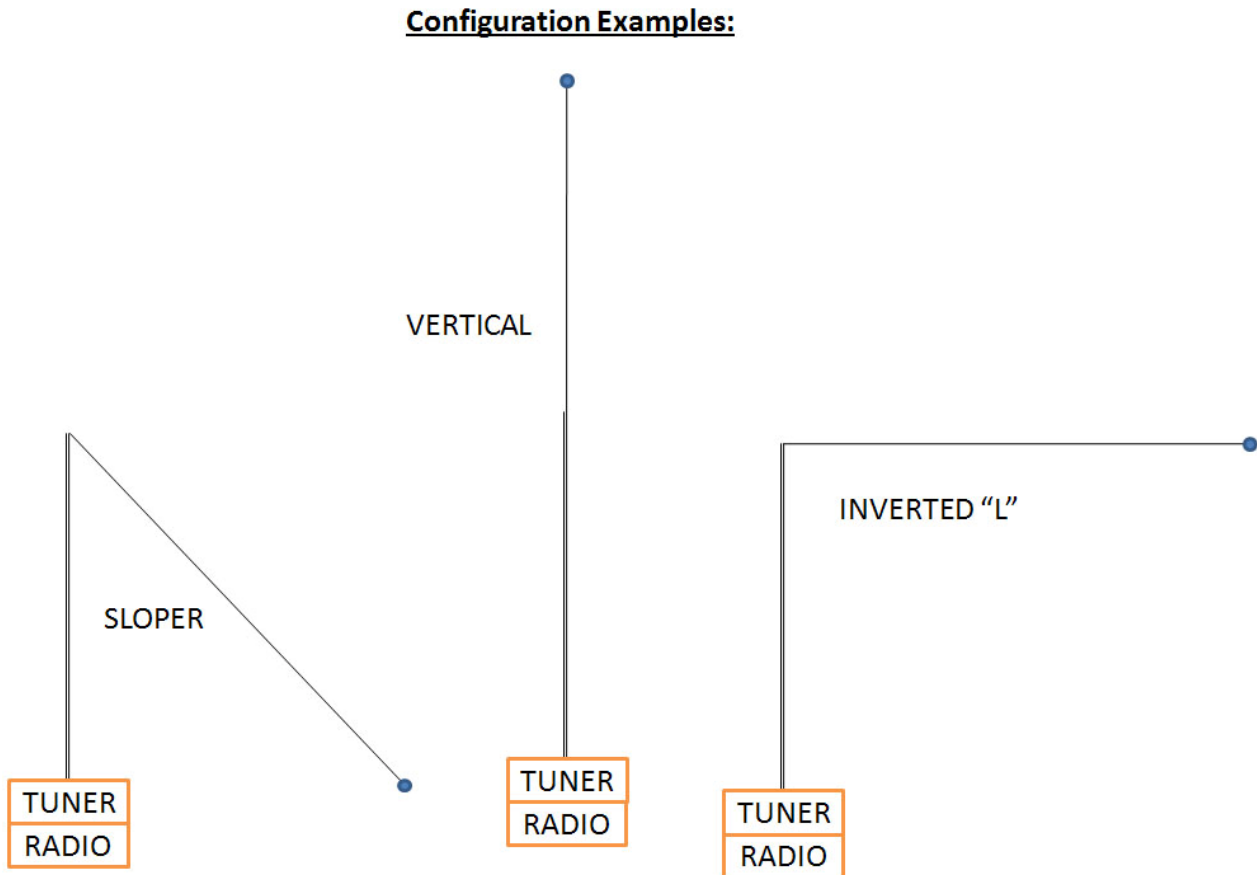 Configuration Examples:
VERTICAL
INVERTED “L”
SLOPER
TUNER
RADIO
TUNER
RADIO
TUNER
RADIO